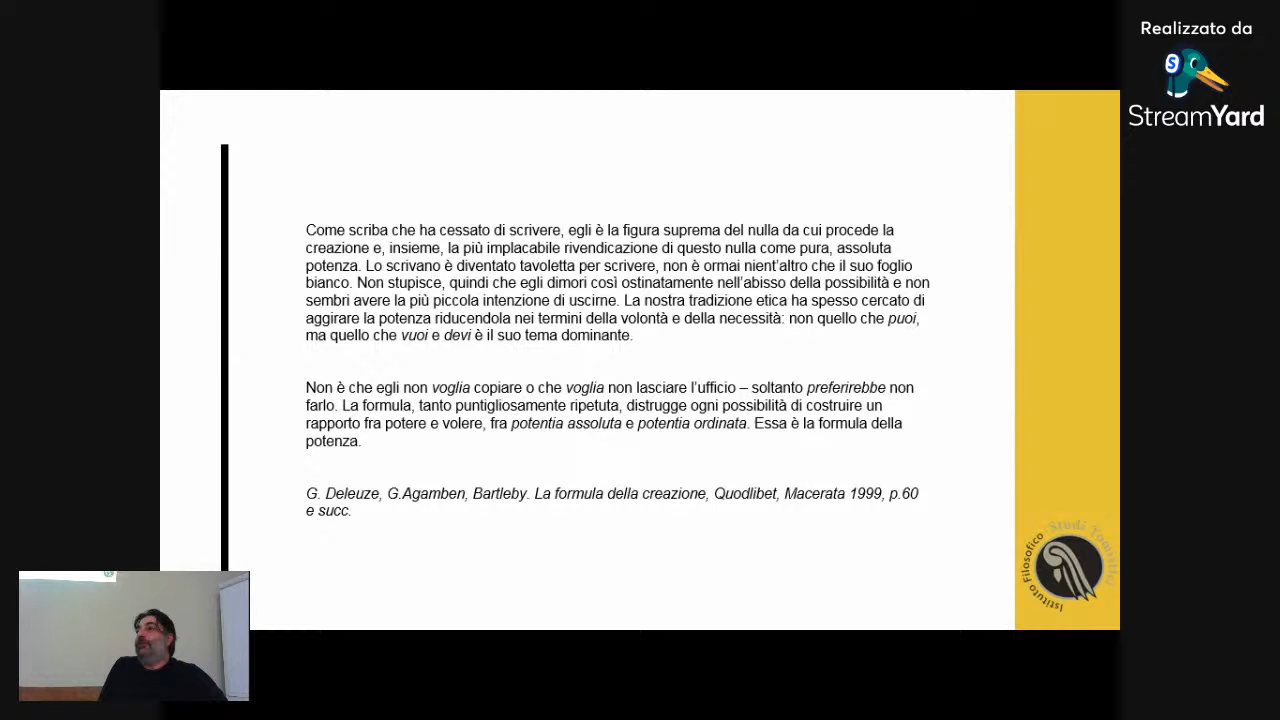 Realizzato da
StreamYard
Come scriba che ha cessato di scrivere, egli è la figura suprema del nulla da cui procede la
creazione e, insieme, la più implacabile rivendicazione di questo nulla come pura, assoluta
potenza. Lo scrivano è diventato tavoletta per scrivere, non è ormai nient’altro che il suo foglio
bianco. Non stupisce, quindi che egli dimori così ostinatamente nell’abisso della possibilità e non
sembri avere la più piccola intenzione di uscirne. La nostra tradizione etica ha spesso cercato di
aggirare la potenza riducendola nei termini della volontà e della necessità: non quello che puoi,
ma quello che vuoi e devi è il suo tema dominante.
Non è che egli non voglia copiare o che voglia non lasciare l’ufficio – soltanto preferirebbe non
farlo. La formula, tanto puntigliosamente ripetuta, distrugge ogni possibilità di costruire un
rapporto fra potere e volere, fra potentia assoluta e potentia ordinata. Essa è la formula della
potenza.
G. Deleuze, G.Agamben, Bartleby. La formula della creazione, Quodlibet, Macerata 1999, p.60
e succ.
Istituto Filosofico · Studi Tomistici